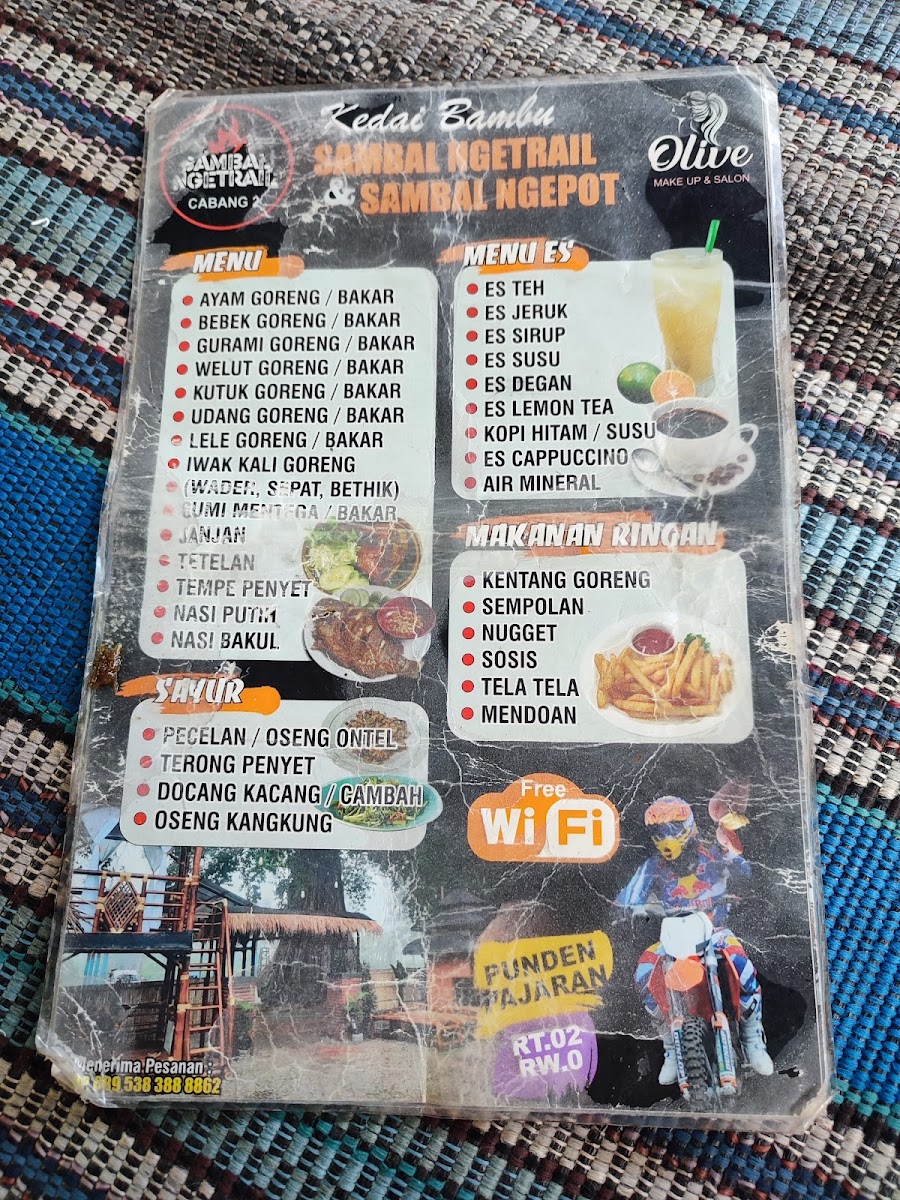 SAMBAL
NGETRAIL
CABANG 2
Kedai Bambu
SAMBAL NGETRAIL
& SAMBAL NGEPOT
Olive
MAKE UP & SALON
MENU
AYAM GORENG / BAKAR
BEBEK GORENG / BAKAR
GURAMI GORENG / BAKAR
WELUT GORENG / BAKAR
KUTUK GORENG / BAKAR
UDANG GORENG / BAKAR
LELE GORENG / BAKAR
IWAK KALI GORENG
(WADER, SEPAT, BETHIK)
CUMI MENTEGA / BAKAR
JANJAN
TETELAN
TEMPE PENYET
NASI PUTIH
NASI BAKUL
SAYUR
PECELAN / OSENG ONTEL
TERONG PENYET
DOCANG KACANG / CAMBAH
OSENG KANGKUNG
MENU ES
ES TEH
ES JERUK
ES SIRUP
ES SUSU
ES DEGAN
ES LEMON TEA
KOPI HITAM / SUSU
ES CAPPUCCINO
AIR MINERAL
MAKANAN RINGAN
KENTANG GORENG
SEMPOLAN
NUGGET
SOSIS
TELA TELA
MENDOAN
Free
Wi Fi
PUNDEN
RT.02
RW.0
Menerima Pesanan :
538 388 8862